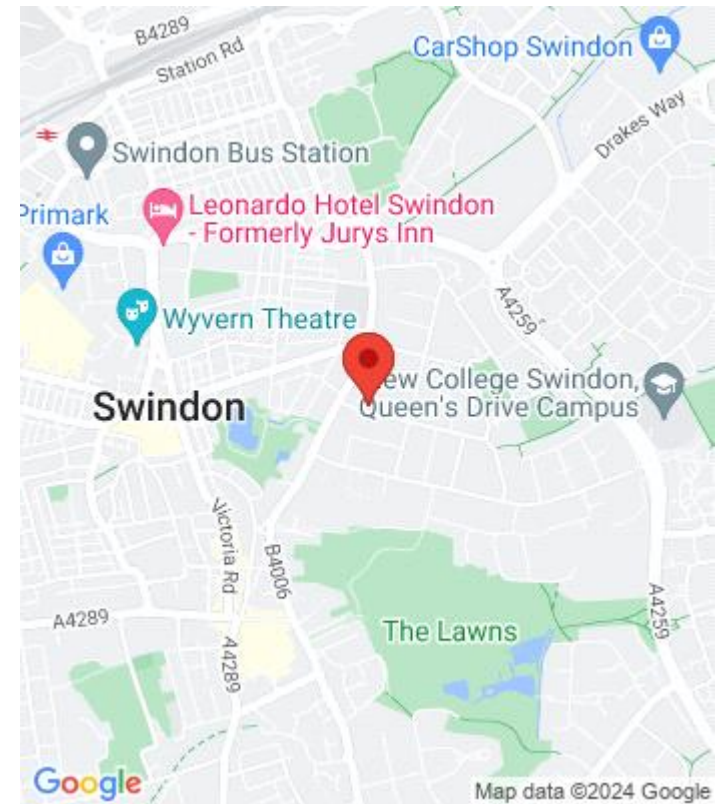 B4289
Station Rd
CarShop Swindon
Drakes Way
Swindon Bus Station
Primark
Leonardo Hotel Swindon
- Formerly Jurys Inn
A4259
Wyvern Theatre
ew College Swindon,
Queen's Drive Campus
Swindon
Victoria Rd
B4006
A4289
A4289
A4259
The Lawns
Google
Map data ©2024 Google